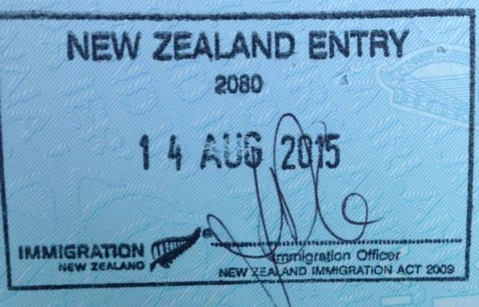 NEW ZEALAND ENTRY
2080
14 AUG 2015
IMMIGRATION
NEW ZEALAND
Immigration Officer
NEW ZEALAND IMMIGRATION ACT 2009